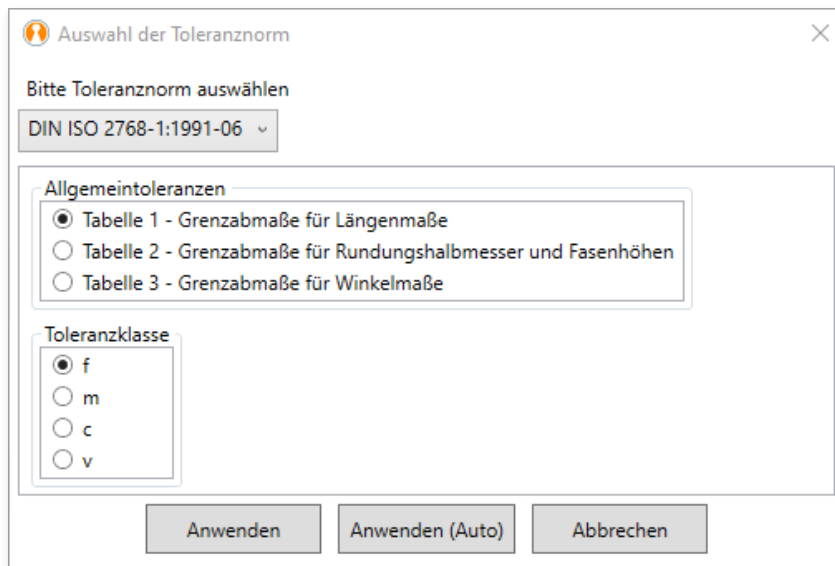 Auswahl der Toleranznorm
Bitte Toleranznorm auswählen
DIN ISO 2768-1:1991-06
Allgemeintoleranzen
Tabelle 1 - Grenzabmaße für Längenmaße
Tabelle 2 - Grenzabmaße für Rundungshalbmesser und Fasenhöhen
Tabelle 3 - Grenzabmaße für Winkelmaße
Toleranzklasse
f
m
c
v
Anwenden Anwenden (Auto) Abbrechen